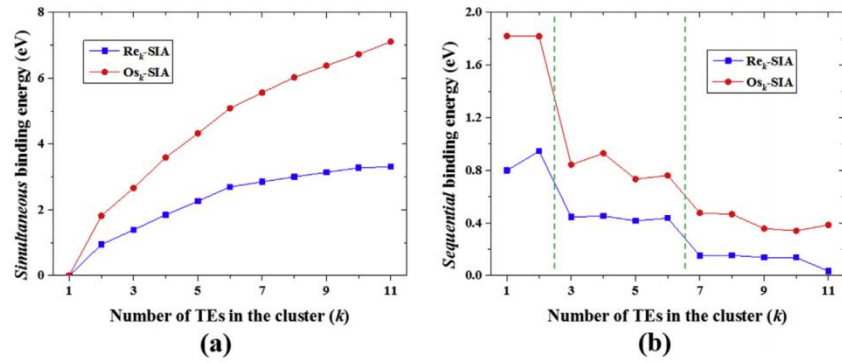 8
6
4
2
0
Simultaneous binding energy (eV)
Reₖ-SIA
Osₖ-SIA
1 3 5 7 9 11
Number of TEs in the cluster (k)
(a)
2.0
1.6
1.2
0.8
0.4
0.0
Sequential binding energy (eV)
Reₖ-SIA
Osₖ-SIA
1 3 5 7 9 11
Number of TEs in the cluster (k)
(b)